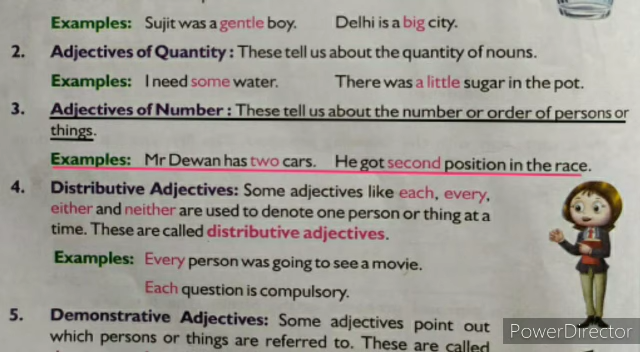 Examples: Sujit was a gentle boy. Delhi is a big city.
2. Adjectives of Quantity : These tell us about the quantity of nouns.
Examples: I need some water. There was a little sugar in the pot.
3. Adjectives of Number : These tell us about the number or order of persons or
things.
Examples: Mr Dewan has two cars. He got second position in the race.
4. Distributive Adjectives: Some adjectives like each, every,
either and neither are used to denote one person or thing at a
time. These are called distributive adjectives.
Examples: Every person was going to see a movie.
Each question is compulsory.
5. Demonstrative Adjectives: Some adjectives point out
which persons or things are referred to. These are called
PowerDirector